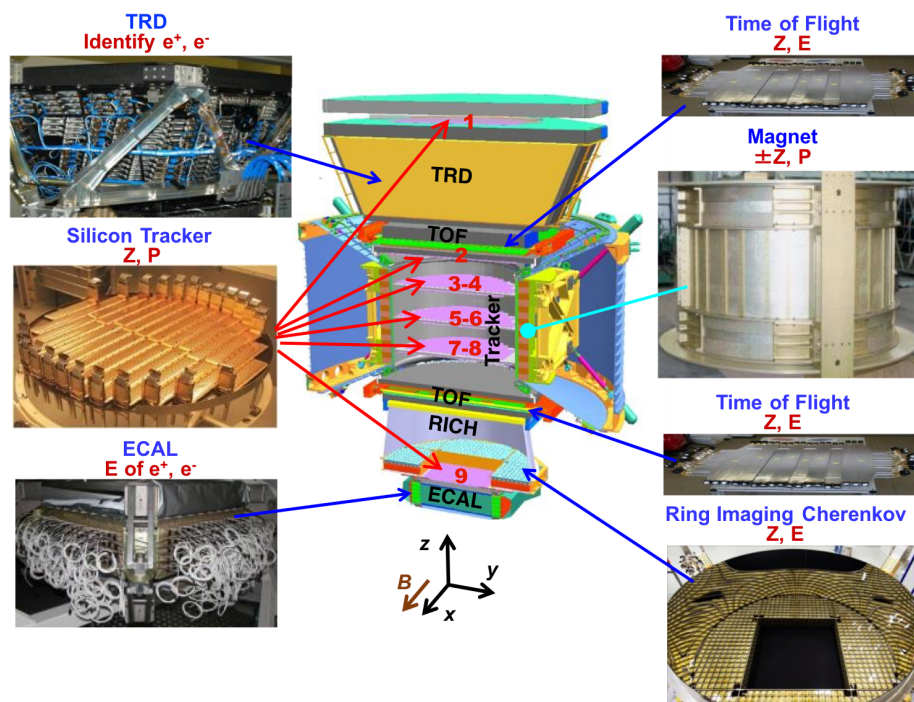 TRD
Identify e⁺, e⁻
Silicon Tracker
Z, P
ECAL
E of e⁺, e⁻
1
TRD
TOF
2
3-4
5-6
7-8
Tracker
TOF
RICH
9
ECAL
z
y
B
x
Time of Flight
Z, E
Magnet
±Z, P
Time of Flight
Z, E
Ring Imaging Cherenkov
Z, E